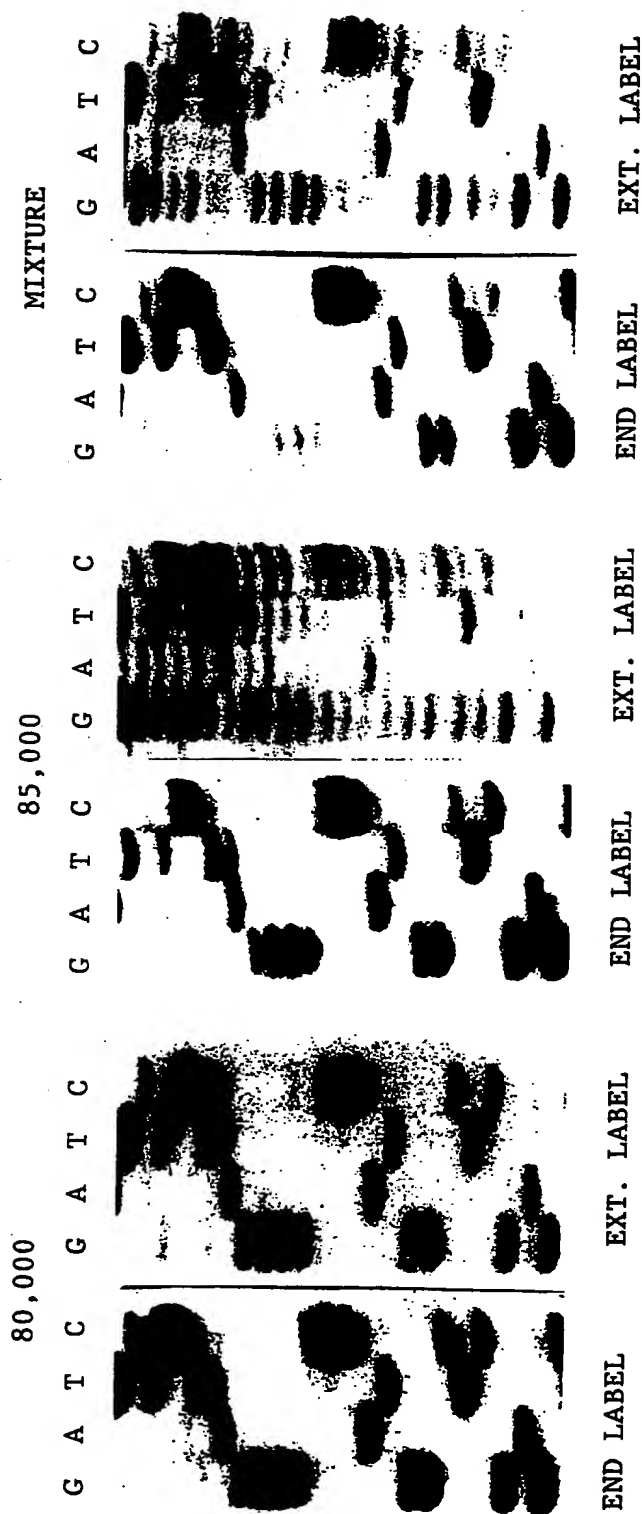 80,000 85,000 MIXTURE
G A T C G A T C G A T C G A T C G A T C G A T C
END LABEL EXT. LABEL END LABEL EXT. LABEL END LABEL EXT. LABEL